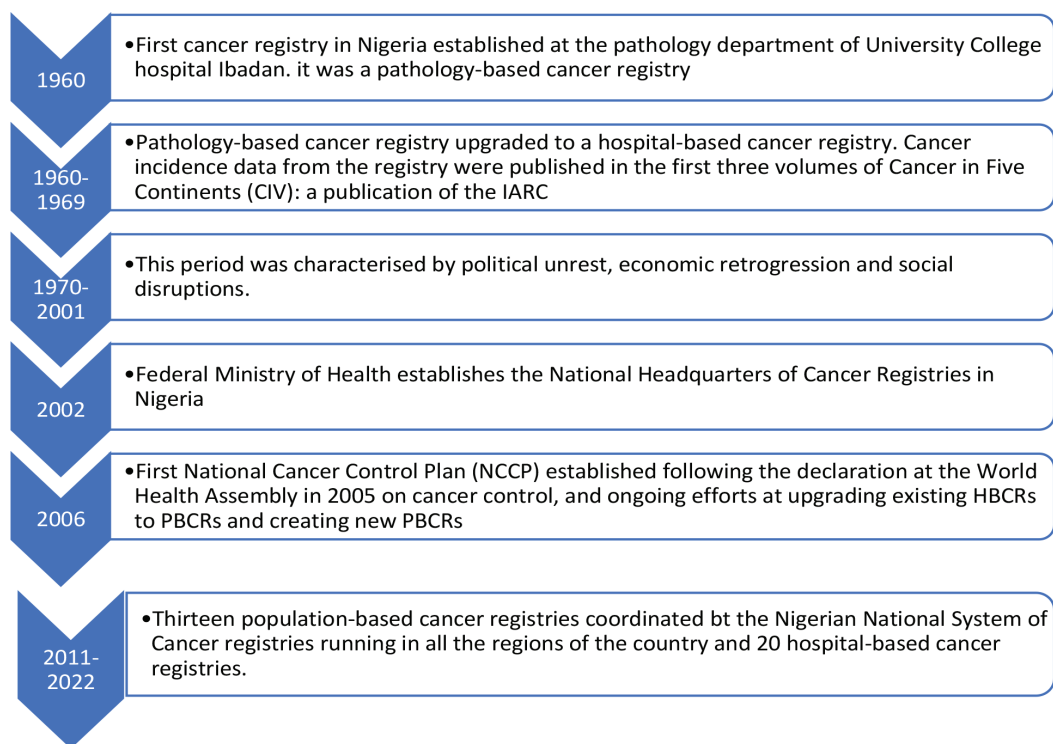 1960
•First cancer registry in Nigeria established at the pathology department of University College
hospital Ibadan. it was a pathology-based cancer registry
1960-
1969
•Pathology-based cancer registry upgraded to a hospital-based cancer registry. Cancer
incidence data from the registry were published in the first three volumes of Cancer in Five
Continents (CIV): a publication of the IARC
1970-
2001
•This period was characterised by political unrest, economic retrogression and social
disruptions.
2002
•Federal Ministry of Health establishes the National Headquarters of Cancer Registries in
Nigeria
2006
•First National Cancer Control Plan (NCCP) established following the declaration at the World
Health Assembly in 2005 on cancer control, and ongoing efforts at upgrading existing HBCRs
to PBCRs and creating new PBCRs
2011-
2022
•Thirteen population-based cancer registries coordinated bt the Nigerian National System of
Cancer registries running in all the regions of the country and 20 hospital-based cancer
registries.